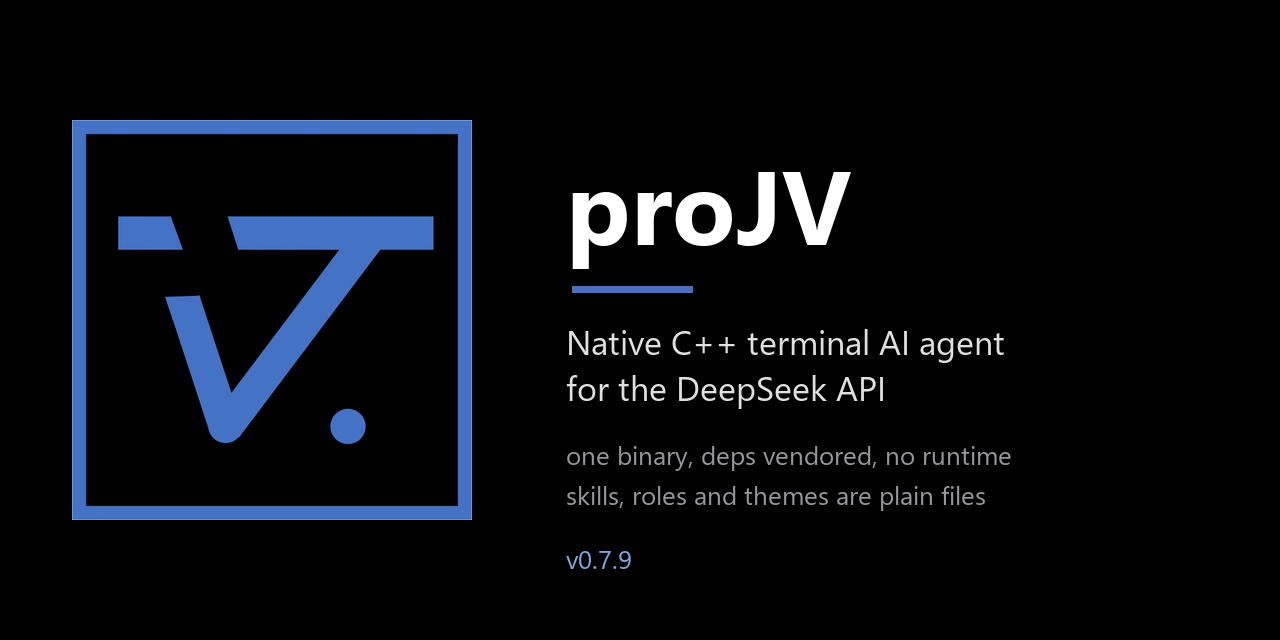 proJV
Native C++ terminal AI agent
for the DeepSeek API
one binary, deps vendored, no runtime
skills, roles and themes are plain files
v0.7.9